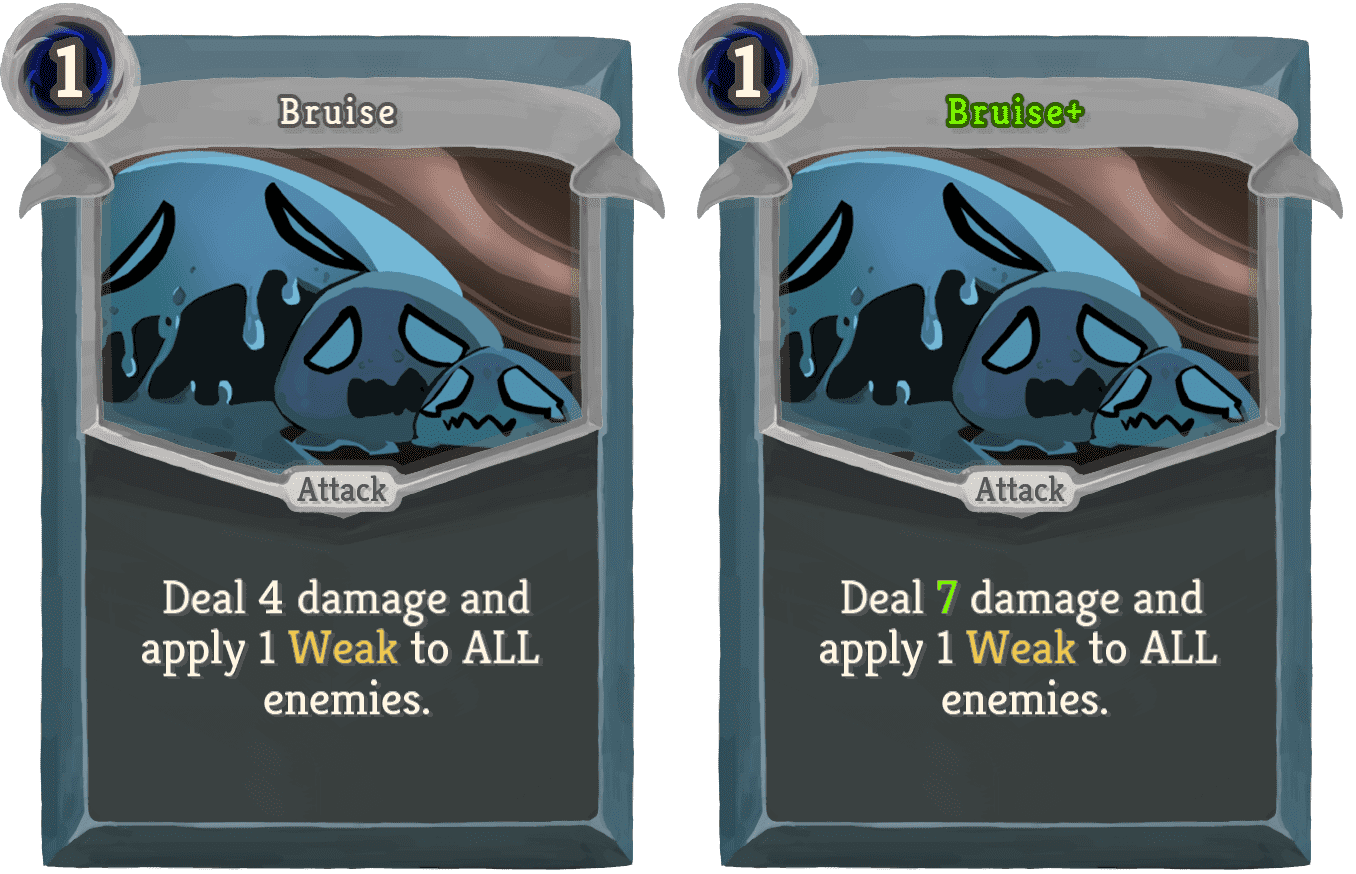 1
Bruise
Attack
Deal 4 damage and
apply 1 Weak to ALL
enemies.
1
Bruise+
Attack
Deal 7 damage and
apply 1 Weak to ALL
enemies.